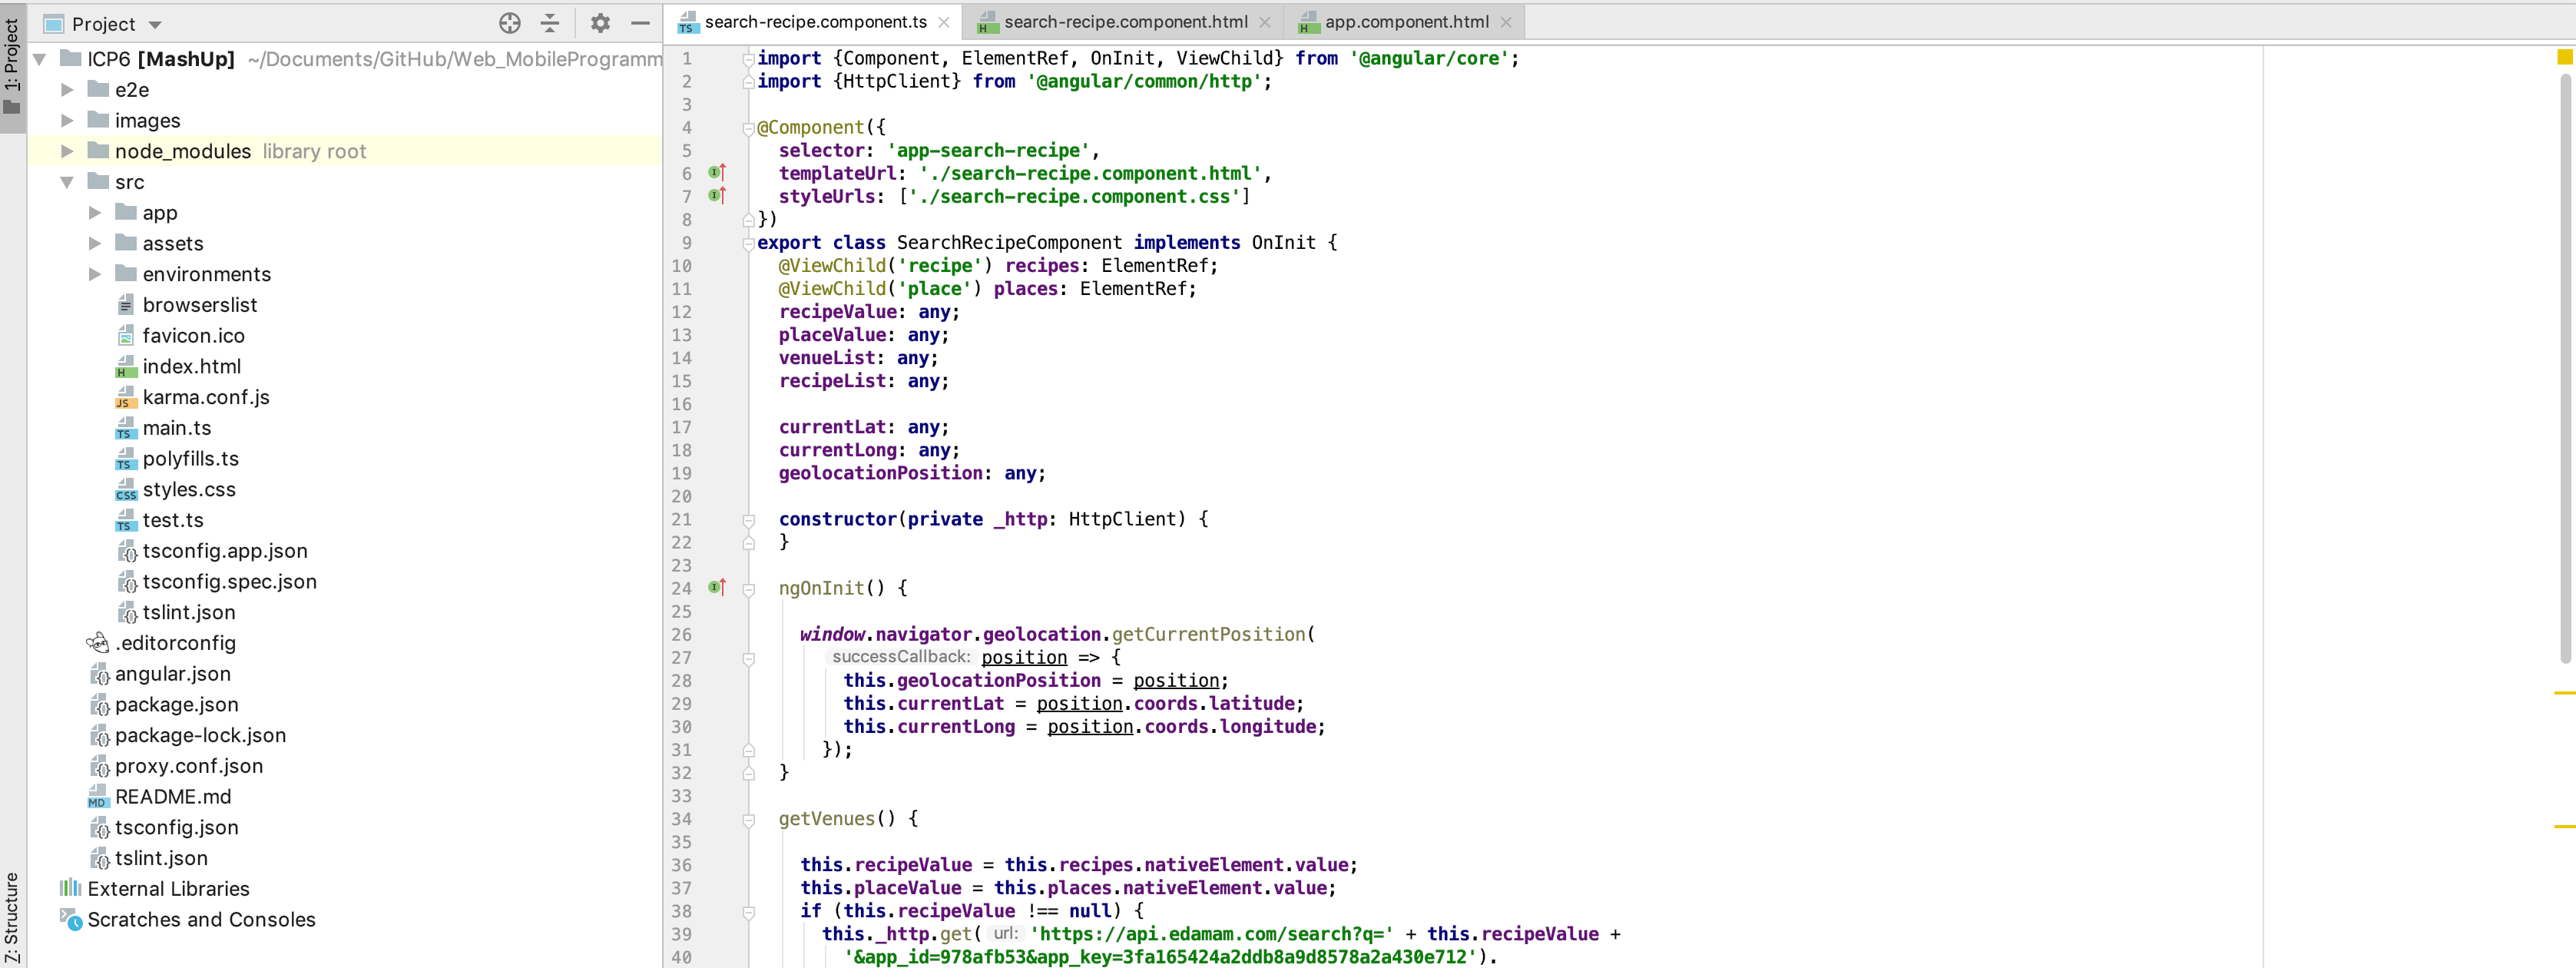 1: Project
Z: Structure
Project
ICP6 [MashUp] ~/Documents/GitHub/Web_MobileProgramm
e2e
images
node_modules library root
src
app
assets
environments
browserslist
favicon.ico
index.html
karma.conf.js
main.ts
polyfills.ts
styles.css
test.ts
tsconfig.app.json
tsconfig.spec.json
tslint.json
.editorconfig
angular.json
package.json
package-lock.json
proxy.conf.json
README.md
tsconfig.json
tslint.json
External Libraries
Scratches and Consoles
search-recipe.component.ts search-recipe.component.html app.component.html
1 import {Component, ElementRef, OnInit, ViewChild} from '@angular/core';
2 import {HttpClient} from '@angular/common/http';
3
4 @Component({
5 selector: 'app-search-recipe',
6 templateUrl: './search-recipe.component.html',
7 styleUrls: ['./search-recipe.component.css']
8 })
9 export class SearchRecipeComponent implements OnInit {
10 @ViewChild('recipe') recipes: ElementRef;
11 @ViewChild('place') places: ElementRef;
12 recipeValue: any;
13 placeValue: any;
14 venueList: any;
15 recipeList: any;
16
17 currentLat: any;
18 currentLong: any;
19 geolocationPosition: any;
20
21 constructor(private _http: HttpClient) {
22 }
23
24 ngOnInit() {
25
26 window.navigator.geolocation.getCurrentPosition(
27 successCallback: position => {
28 this.geolocationPosition = position;
29 this.currentLat = position.coords.latitude;
30 this.currentLong = position.coords.longitude;
31 });
32 }
33
34 getVenues() {
35
36 this.recipeValue = this.recipes.nativeElement.value;
37 this.placeValue = this.places.nativeElement.value;
38 if (this.recipeValue !== null) {
39 this._http.get( url: 'https://api.edamam.com/search?q=' + this.recipeValue +
40 '&app_id=978afb53&app_key=3fa165424a2ddb8a9d8578a2a430e712').